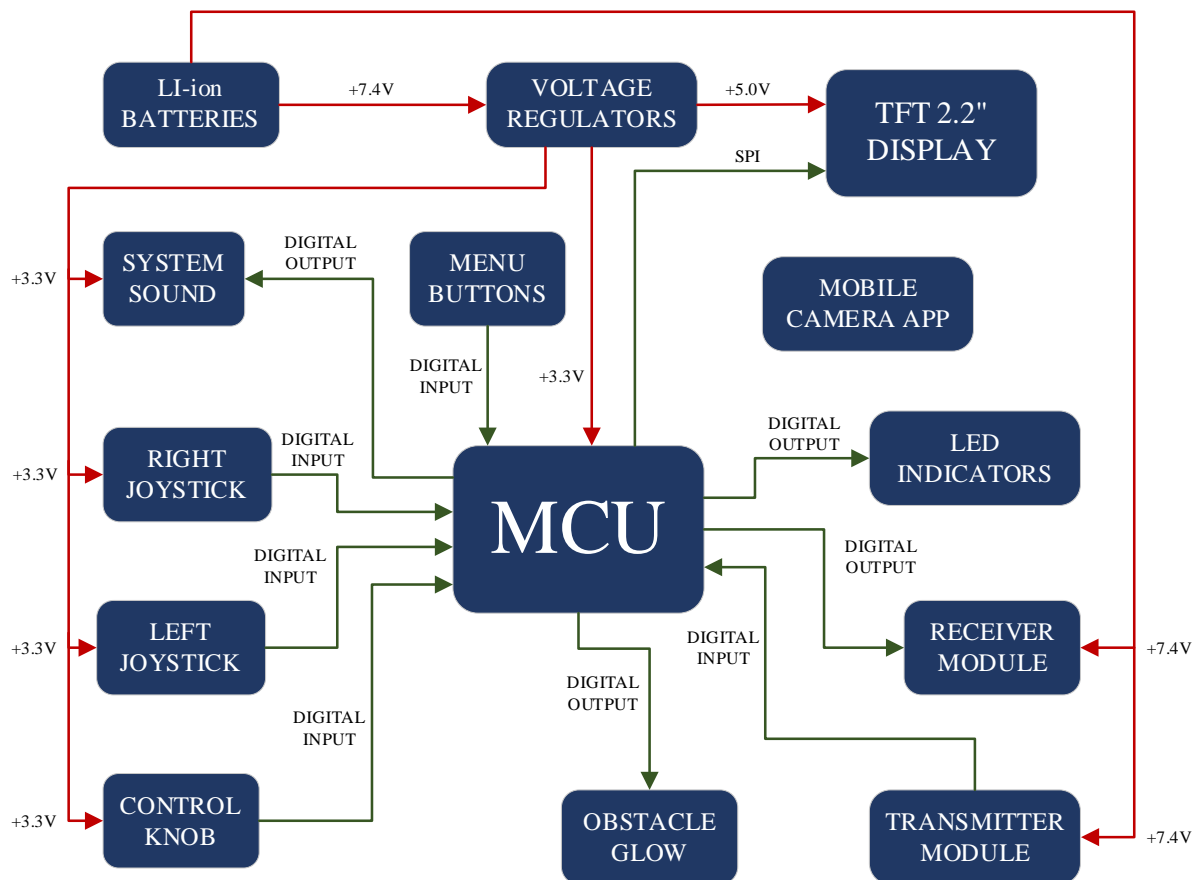 LI-ion
BATTERIES
+7.4V
VOLTAGE
REGULATORS
+5.0V
TFT 2.2"
DISPLAY
SPI
+3.3V
SYSTEM
SOUND
DIGITAL
OUTPUT
MENU
BUTTONS
MOBILE
CAMERA APP
DIGITAL
INPUT
+3.3V
+3.3V
RIGHT
JOYSTICK
DIGITAL
INPUT
MCU
DIGITAL
OUTPUT
LED
INDICATORS
DIGITAL
INPUT
DIGITAL
OUTPUT
+3.3V
LEFT
JOYSTICK
DIGITAL
INPUT
RECEIVER
MODULE
+7.4V
DIGITAL
INPUT
DIGITAL
OUTPUT
+3.3V
CONTROL
KNOB
OBSTACLE
GLOW
TRANSMITTER
MODULE
+7.4V